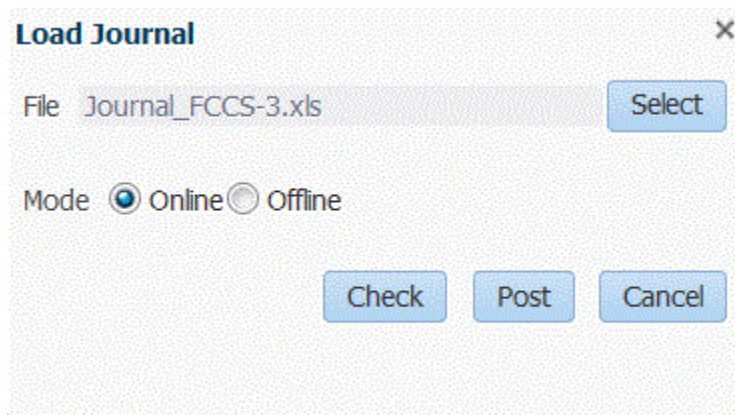 Load Journal
File Journal_FCCS-3.xls Select
Mode Online Offline
Check Post Cancel